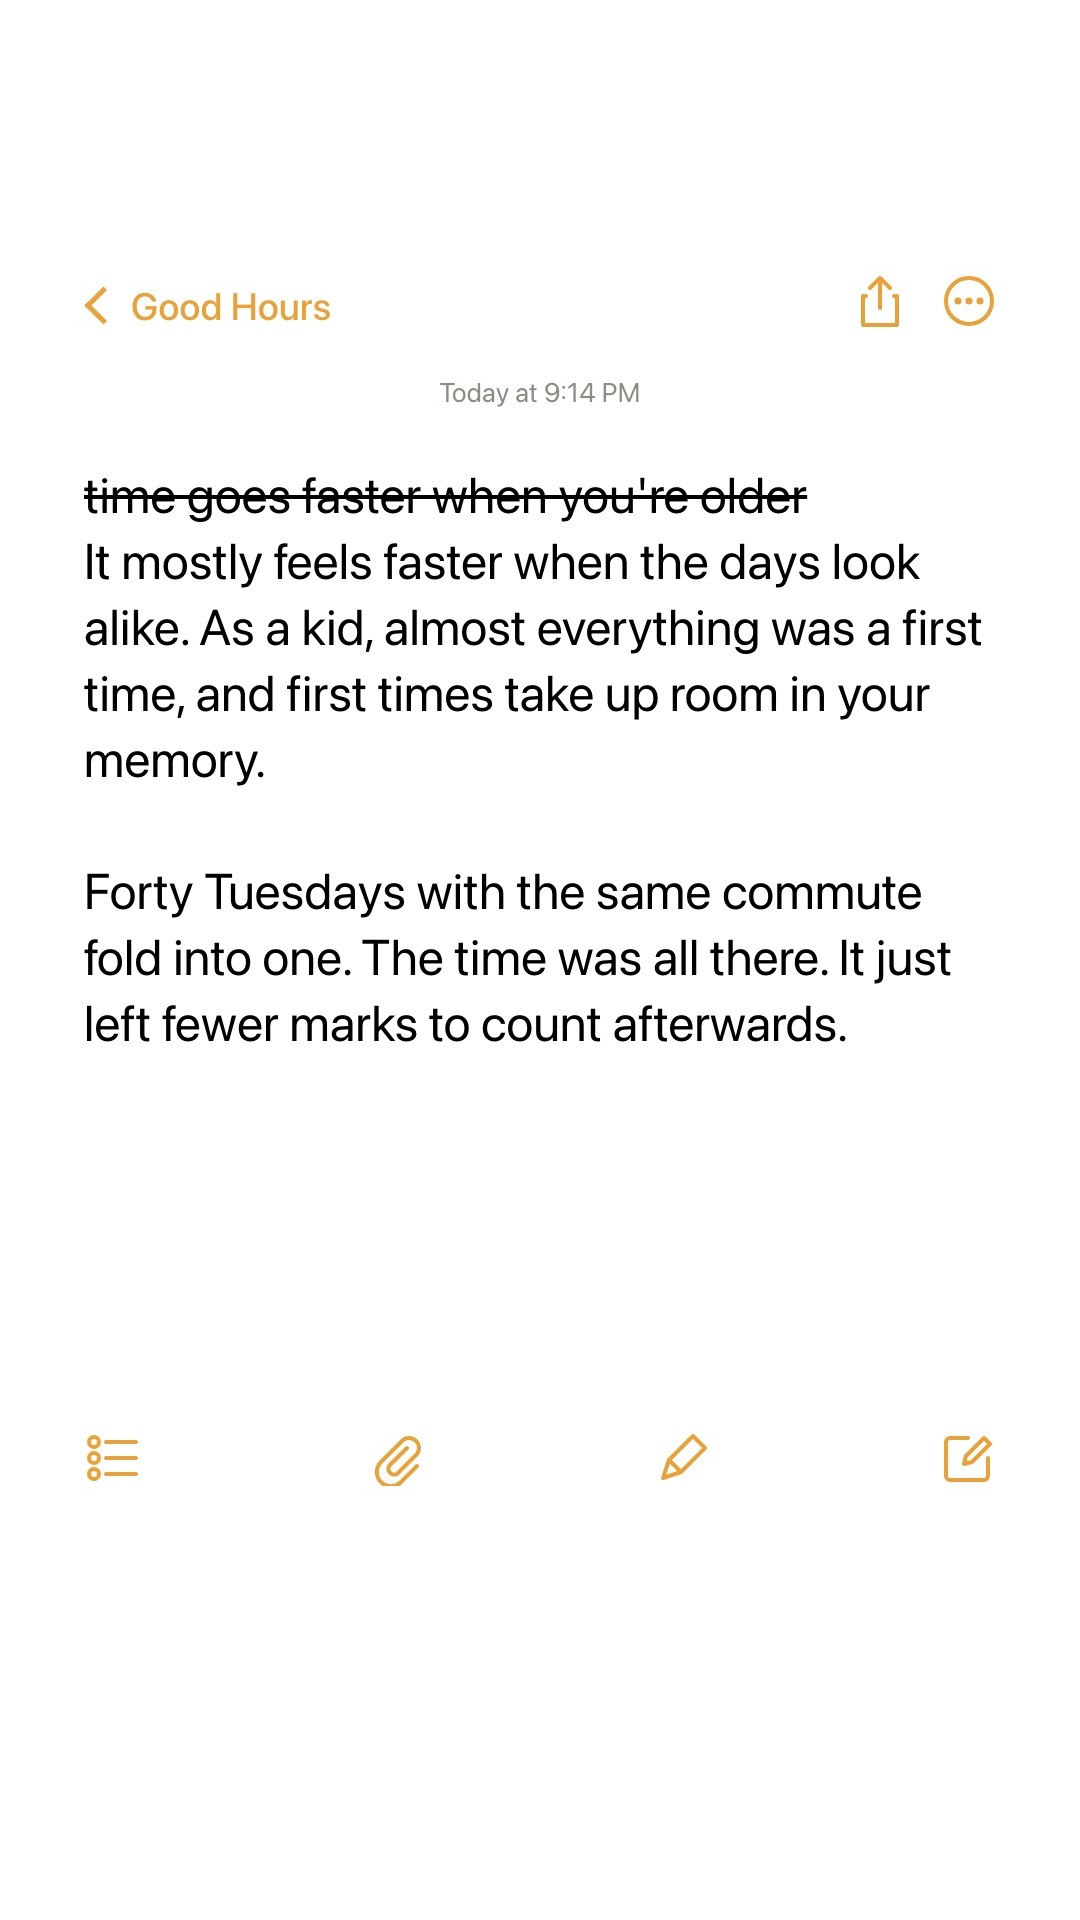 Good Hours
Today at 9:14 PM
time goes faster when you're older
It mostly feels faster when the days look
alike. As a kid, almost everything was a first
time, and first times take up room in your
memory.
Forty Tuesdays with the same commute
fold into one. The time was all there. It just
left fewer marks to count afterwards.